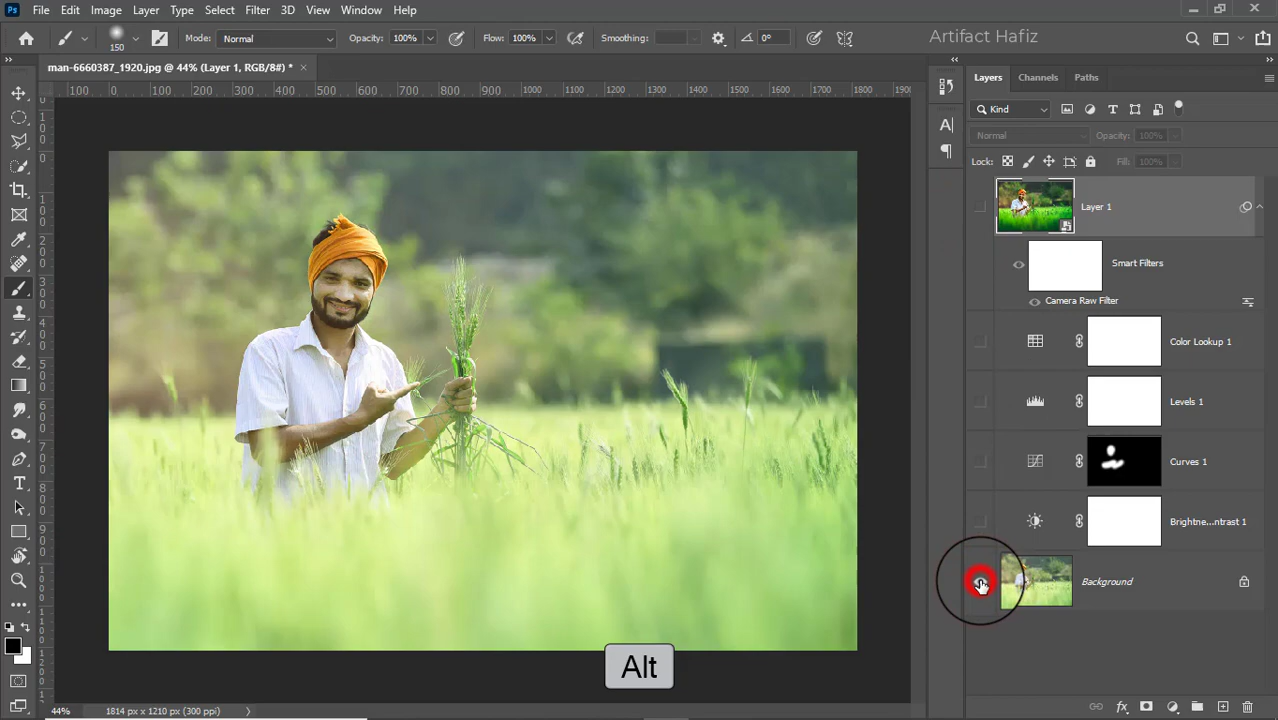 Ps File Edit Image Layer Type Select Filter 3D View Window Help
150 Mode: Normal Opacity: 100% Flow: 100% Smoothing: 0° Artifact Hafiz
man-6660387_1920.jpg @ 44% (Layer 1, RGB/8#) * ×
Layers Channels Paths
100 0 100 200 300 400 500 600 700 800 900 1000 1100 1200 1300 1400 1500 1600 1700 1800
Kind
Normal Opacity: 100%
Lock: Fill: 100%
Layer 1
Smart Filters
Camera Raw Filter
Color Lookup 1
Levels 1
Curves 1
Brightne...ntrast 1
Background
Alt
44% 1814 px x 1210 px (300 ppi)